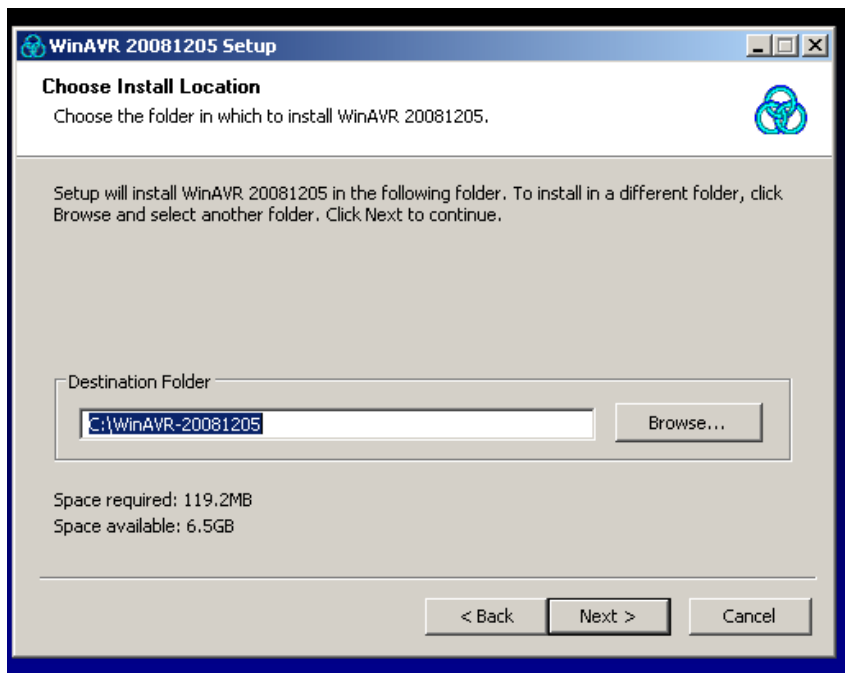 WinAVR 20081205 Setup
Choose Install Location
Choose the folder in which to install WinAVR 20081205.
Setup will install WinAVR 20081205 in the following folder. To install in a different folder, click
Browse and select another folder. Click Next to continue.
Destination Folder
C:\WinAVR-20081205
Browse...
Space required: 119.2MB
Space available: 6.5GB
< Back
Next >
Cancel